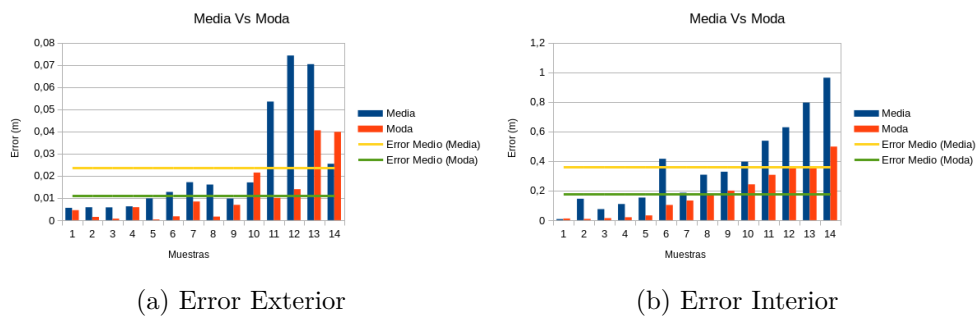 Media Vs Moda
0,08
0,07
0,06
0,05
0,04
0,03
0,02
0,01
0
Error (m)
1 2 3 4 5 6 7 8 9 10 11 12 13 14
Muestras
Media
Moda
Error Medio (Media)
Error Medio (Moda)
(a) Error Exterior
Media Vs Moda
1,2
1
0,8
0,6
0,4
0,2
0
Error (m)
1 2 3 4 5 6 7 8 9 10 11 12 13 14
Muestras
Media
Moda
Error Medio (Media)
Error Medio (Moda)
(b) Error Interior